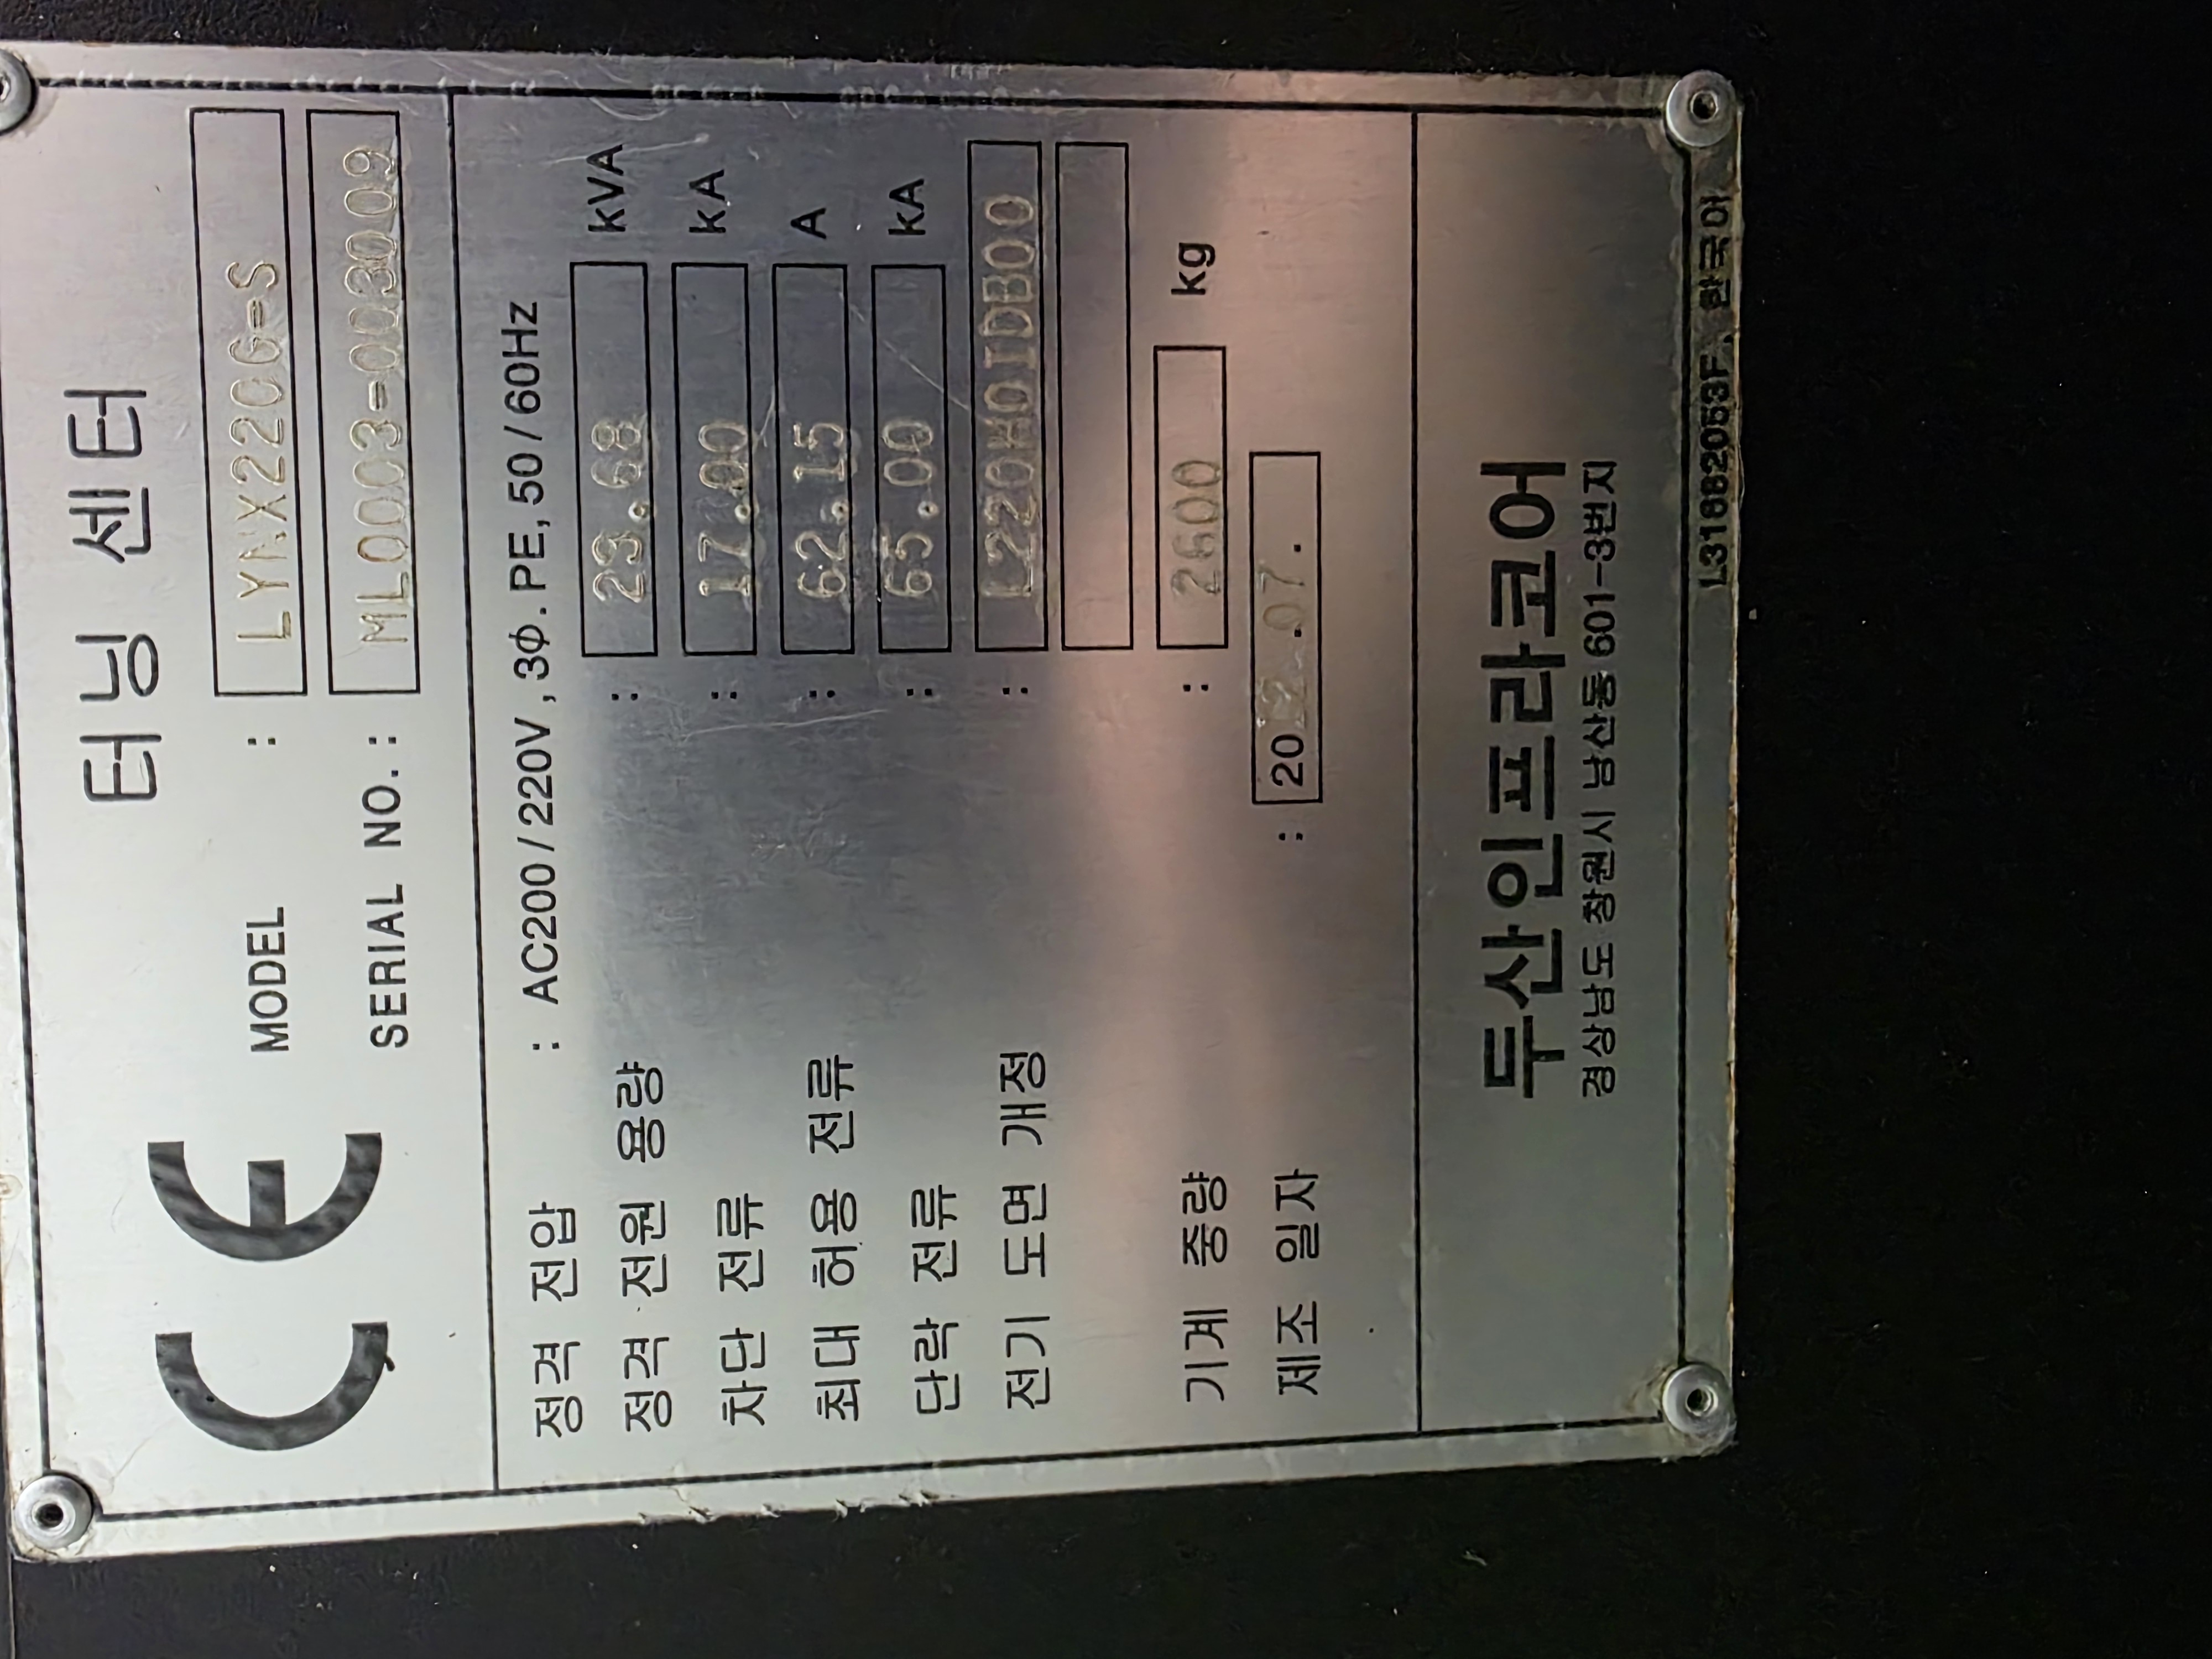 터닝 센터
CE
MODEL : LYNX220G-S
SERIAL NO. : ML0003-003009
정격 전압 : AC200/220V, 3Φ. PE, 50/60Hz
정격 전원 용량 : 23.68 kVA
차단 전류 : 17.00 kA
최대 허용 전류 : 62.15 A
단락 전류 : 65.00 kA
전기 도면 개정 : L220H0IDB00
기계 중량 : 2600 kg
제조 일자 : 2012.07.
두산인프라코어
경상남도 창원시 남산동 601-3번지
L31882053F, 한국어